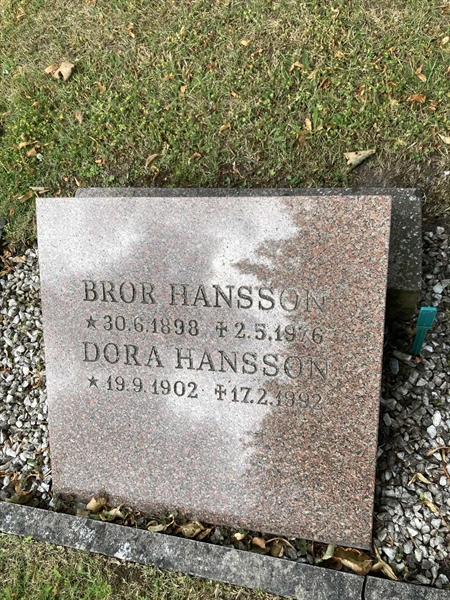 BROR HANSSON
★ 30.6.1898 ✝ 2.5.1976
DORA HANSSON
★ 19.9.1902 ✝ 17.2.1992